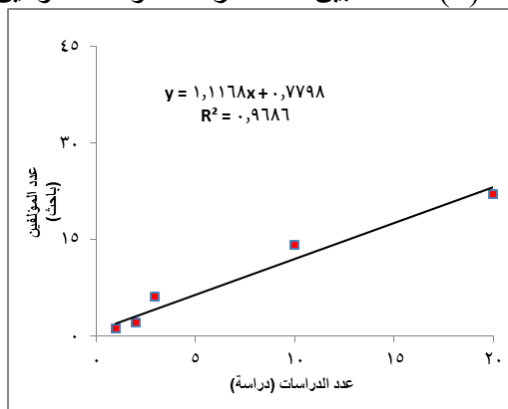 ٤٥
y = ١,١١٦٨x + ٠,٧٧٩٨
R² = ٠,٩٦٨٦
٣٠
عدد المؤلفين
(باحث)
١٥
٠
٠ ٥ ١٠ ١٥ ٢٠
عدد الدراسات (دراسة)